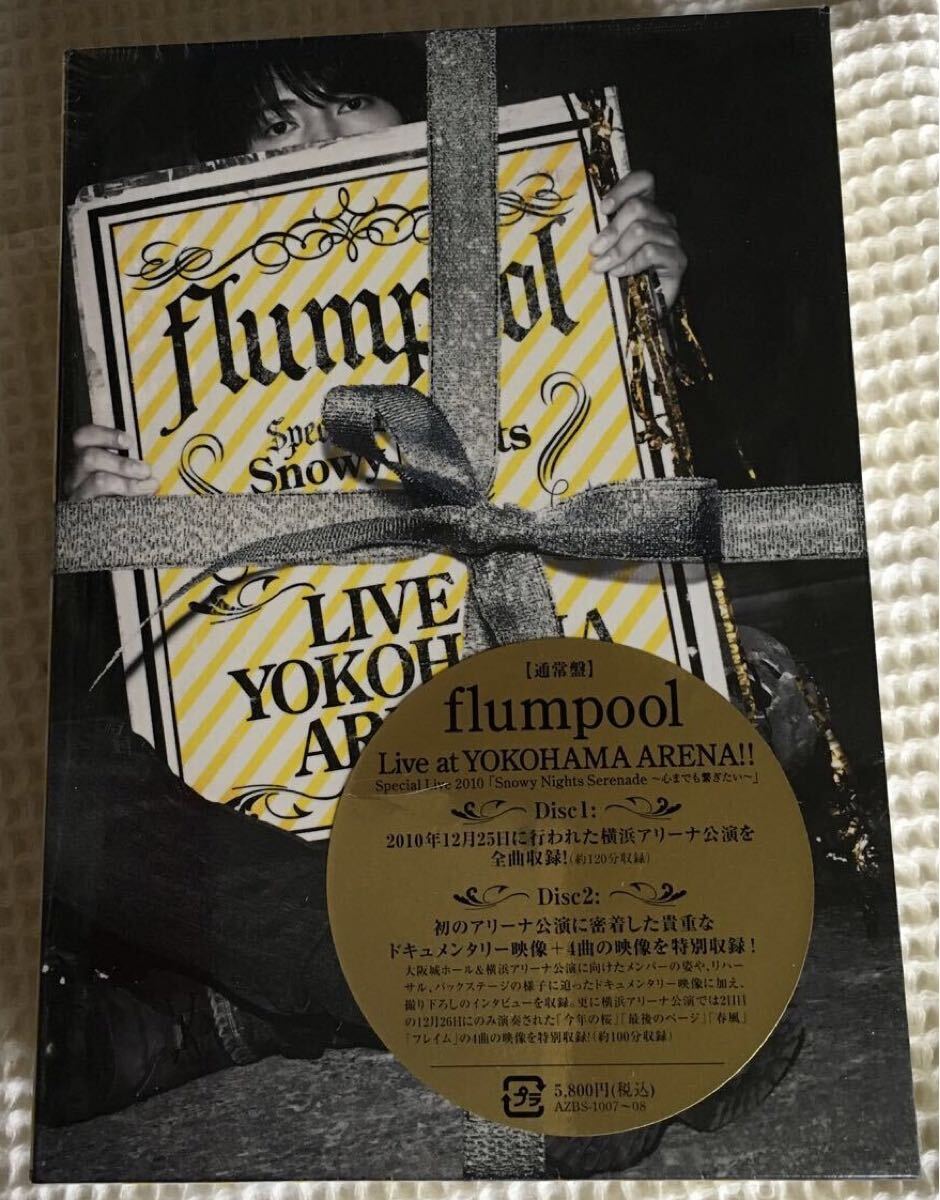 flumpool
Snowy
LIVE
YOKOH
【通常盤】
flumpool
Live at YOKOHAMA ARENA!!
Special Live 2010「Snowy Nights Serenade ～心までも繋ぎたい～」
Disc1:
2010年12月25日に行われた横浜アリーナ公演を
全曲収録!(約120分収録)
Disc2:
初のアリーナ公演に密着した貴重な
ドキュメンタリー映像+4曲の映像を特別収録!
大阪城ホール&横浜アリーナ公演に向けたメンバーの姿や、リハー
サル、バックステージの様子に迫ったドキュメンタリー映像に加え、
撮り下ろしのインタビューを収録。更に横浜アリーナ公演では2日目
の12月26日にのみ演奏された「今年の桜」「最後のページ」「春風」
「フレイム」の4曲の映像を特別収録!(約100分収録)
プラ
5,800円(税込)
AZBS-1007～08